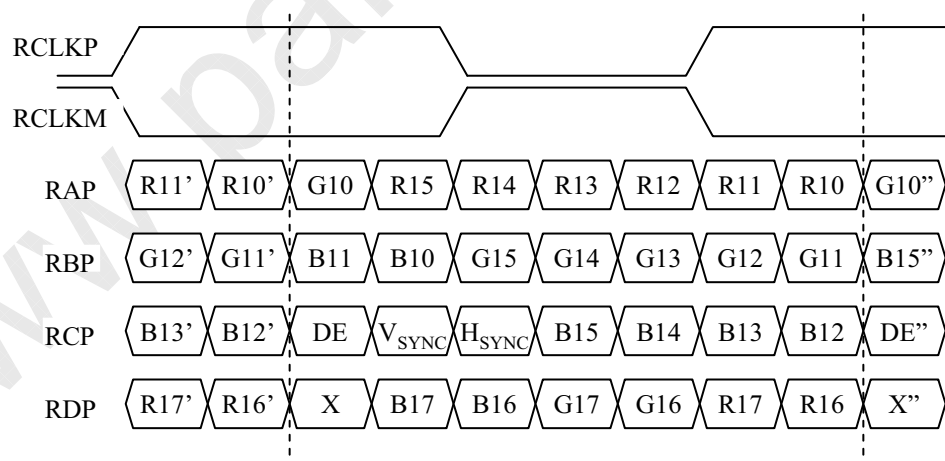 RCLKP
RCLKM
RAP R11’ R10’ G10 R15 R14 R13 R12 R11 R10 G10”
RBP G12’ G11’ B11 B10 G15 G14 G13 G12 G11 B15”
RCP B13’ B12’ DE VSYNC HSYNC B15 B14 B13 B12 DE”
RDP R17’ R16’ X B17 B16 G17 G16 R17 R16 X”